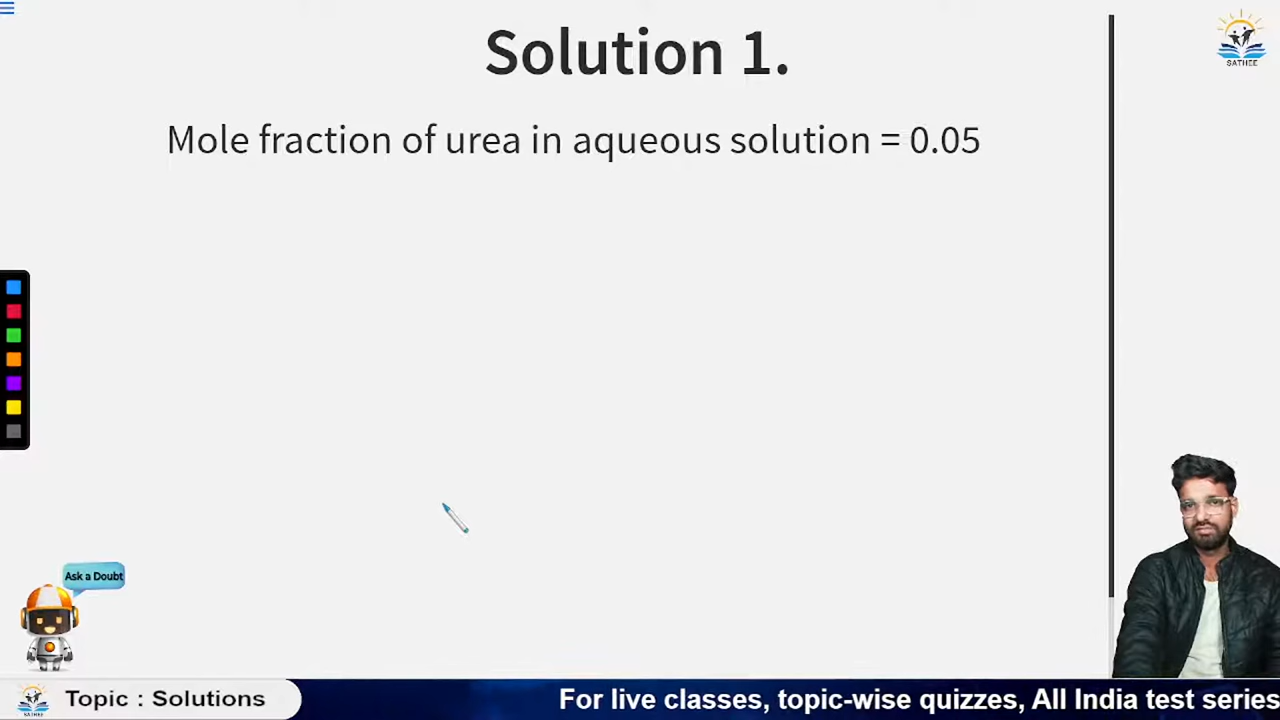 Solution 1.
SATHEE
Mole fraction of urea in aqueous solution = 0.05
Ask a Doubt
Topic : Solutions
For live classes, topic-wise quizzes, All India test series